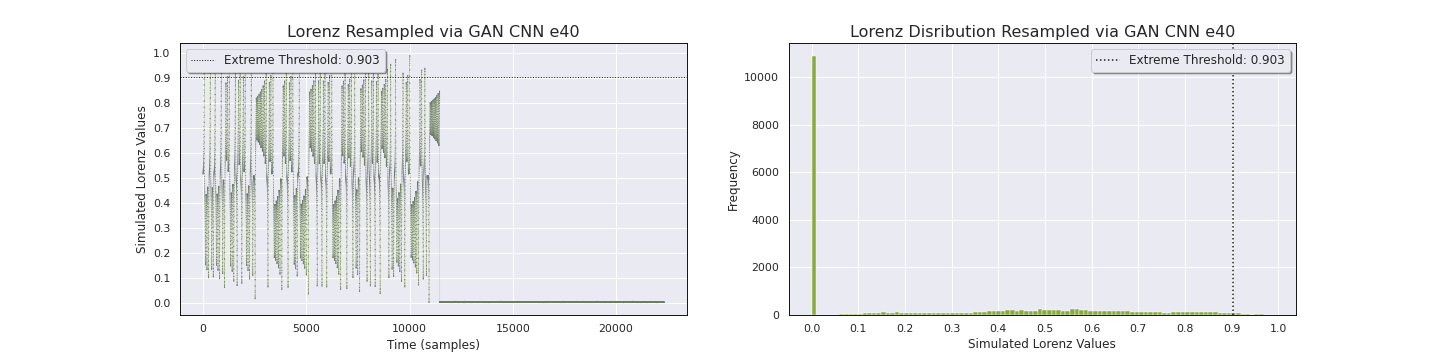 Lorenz Resampled via GAN CNN e40
Extreme Threshold: 0.903
1.0
0.9
0.8
0.7
0.6
0.5
0.4
0.3
0.2
0.1
0.0
Simulated Lorenz Values
0 5000 10000 15000 20000
Time (samples)
Lorenz Disribution Resampled via GAN CNN e40
Extreme Threshold: 0.903
10000
8000
6000
4000
2000
0
Frequency
0.0 0.1 0.2 0.3 0.4 0.5 0.6 0.7 0.8 0.9 1.0
Simulated Lorenz Values